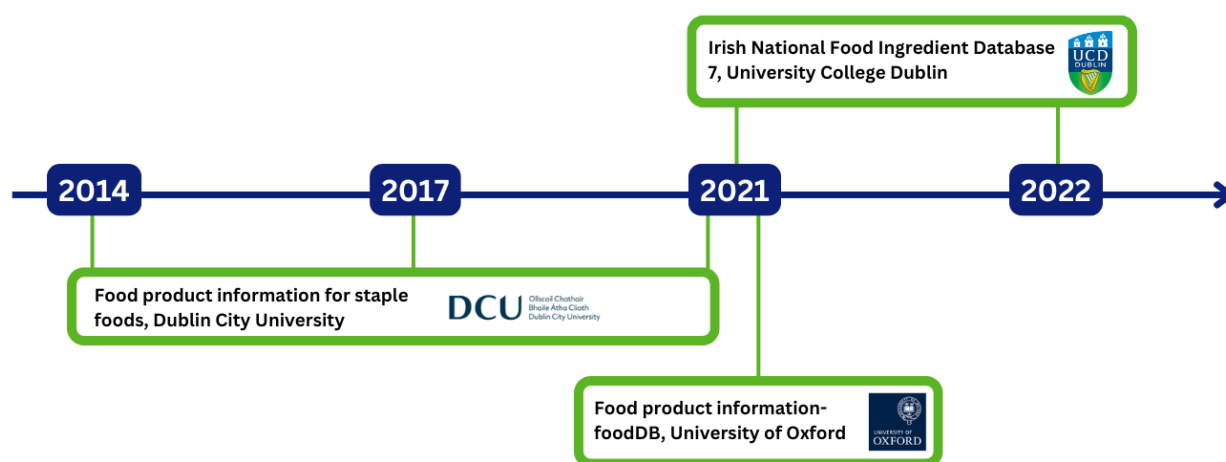 Irish National Food Ingredient Database
7, University College Dublin
UCD
DUBLIN
2014
2017
2021
2022
Food product information for staple
foods, Dublin City University
DCU
Ollscoil Chathair
Bhaile Átha Cliath
Dublin City University
Food product information-
foodDB, University of Oxford
UNIVERSITY OF
OXFORD